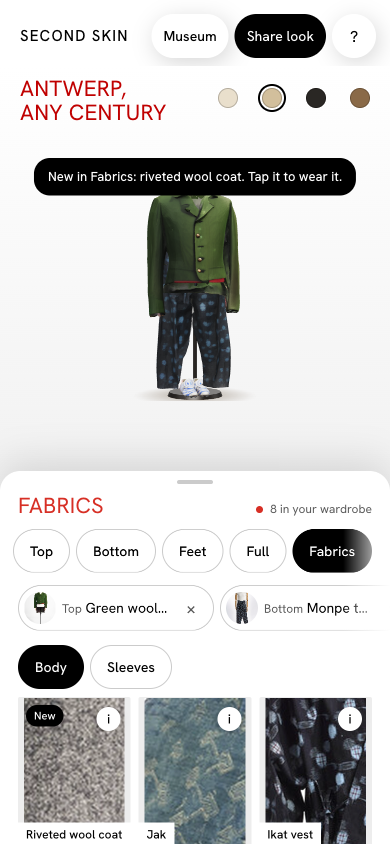 SECOND SKIN
Museum
Share look
?
ANTWERP,
ANY CENTURY
New in Fabrics: riveted wool coat. Tap it to wear it.
FABRICS
8 in your wardrobe
Top
Bottom
Feet
Full
Fabrics
Top Green wool... ×
Bottom Monpe t...
Body
Sleeves
New
i
i
i
Riveted wool coat
Jak
Ikat vest